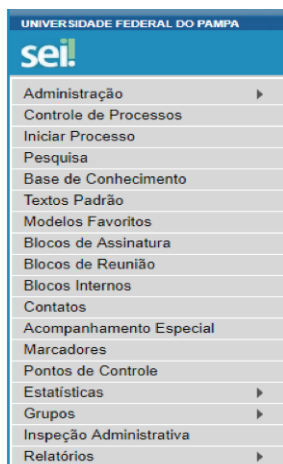 UNIVERSIDADE FEDERAL DO PAMPA
sei!
Administração
Controle de Processos
Iniciar Processo
Pesquisa
Base de Conhecimento
Textos Padrão
Modelos Favoritos
Blocos de Assinatura
Blocos de Reunião
Blocos Internos
Contatos
Acompanhamento Especial
Marcadores
Pontos de Controle
Estatísticas
Grupos
Inspeção Administrativa
Relatórios